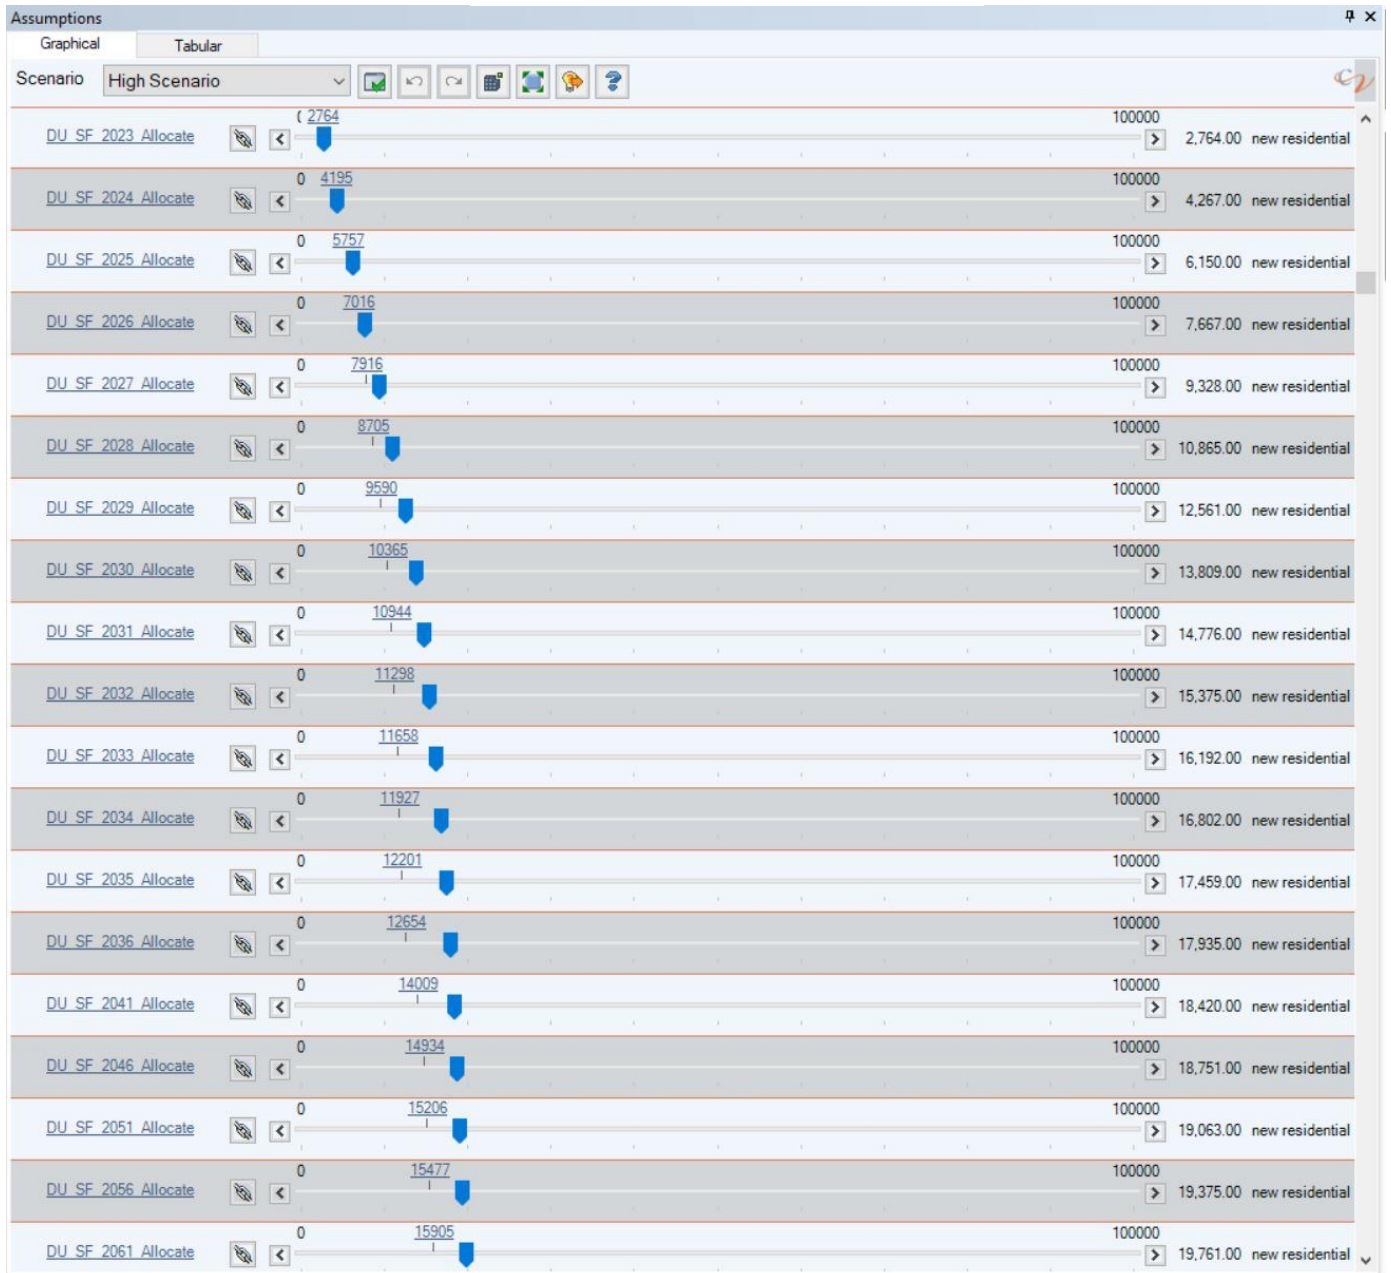 Assumptions
Graphical Tabular
Scenario High Scenario
DU_SF_2023_Allocate ( 2764 100000 2,764.00 new residential
DU_SF_2024_Allocate 0 4195 100000 4,267.00 new residential
DU_SF_2025_Allocate 0 5757 100000 6,150.00 new residential
DU_SF_2026_Allocate 0 7016 100000 7,667.00 new residential
DU_SF_2027_Allocate 0 7916 100000 9,328.00 new residential
DU_SF_2028_Allocate 0 8705 100000 10,865.00 new residential
DU_SF_2029_Allocate 0 9590 100000 12,561.00 new residential
DU_SF_2030_Allocate 0 10365 100000 13,809.00 new residential
DU_SF_2031_Allocate 0 10944 100000 14,776.00 new residential
DU_SF_2032_Allocate 0 11298 100000 15,375.00 new residential
DU_SF_2033_Allocate 0 11658 100000 16,192.00 new residential
DU_SF_2034_Allocate 0 11927 100000 16,802.00 new residential
DU_SF_2035_Allocate 0 12201 100000 17,459.00 new residential
DU_SF_2036_Allocate 0 12654 100000 17,935.00 new residential
DU_SF_2041_Allocate 0 14009 100000 18,420.00 new residential
DU_SF_2046_Allocate 0 14934 100000 18,751.00 new residential
DU_SF_2051_Allocate 0 15206 100000 19,063.00 new residential
DU_SF_2056_Allocate 0 15477 100000 19,375.00 new residential
DU_SF_2061_Allocate 0 15905 100000 19,761.00 new residential